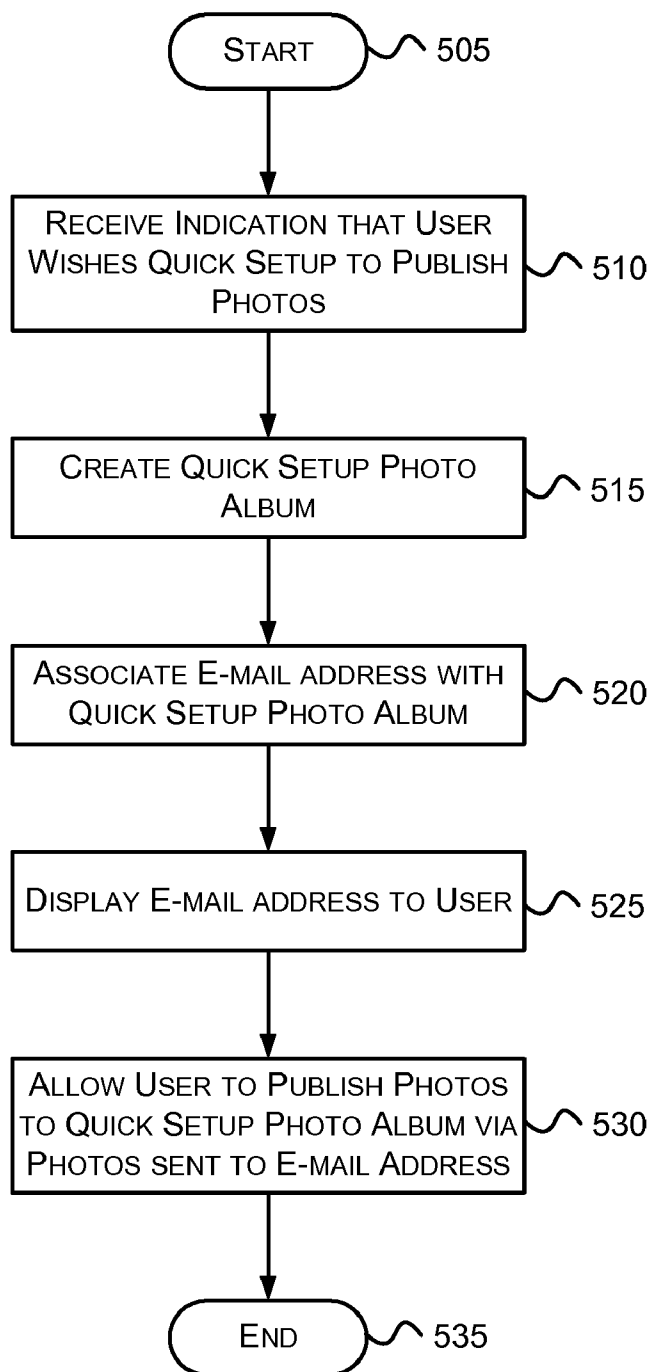 START
505
RECEIVE INDICATION THAT USER
WISHES QUICK SETUP TO PUBLISH
PHOTOS
510
CREATE QUICK SETUP PHOTO
ALBUM
515
ASSOCIATE E-MAIL ADDRESS WITH
QUICK SETUP PHOTO ALBUM
520
DISPLAY E-MAIL ADDRESS TO USER
525
ALLOW USER TO PUBLISH PHOTOS
TO QUICK SETUP PHOTO ALBUM VIA
PHOTOS SENT TO E-MAIL ADDRESS
530
END
535